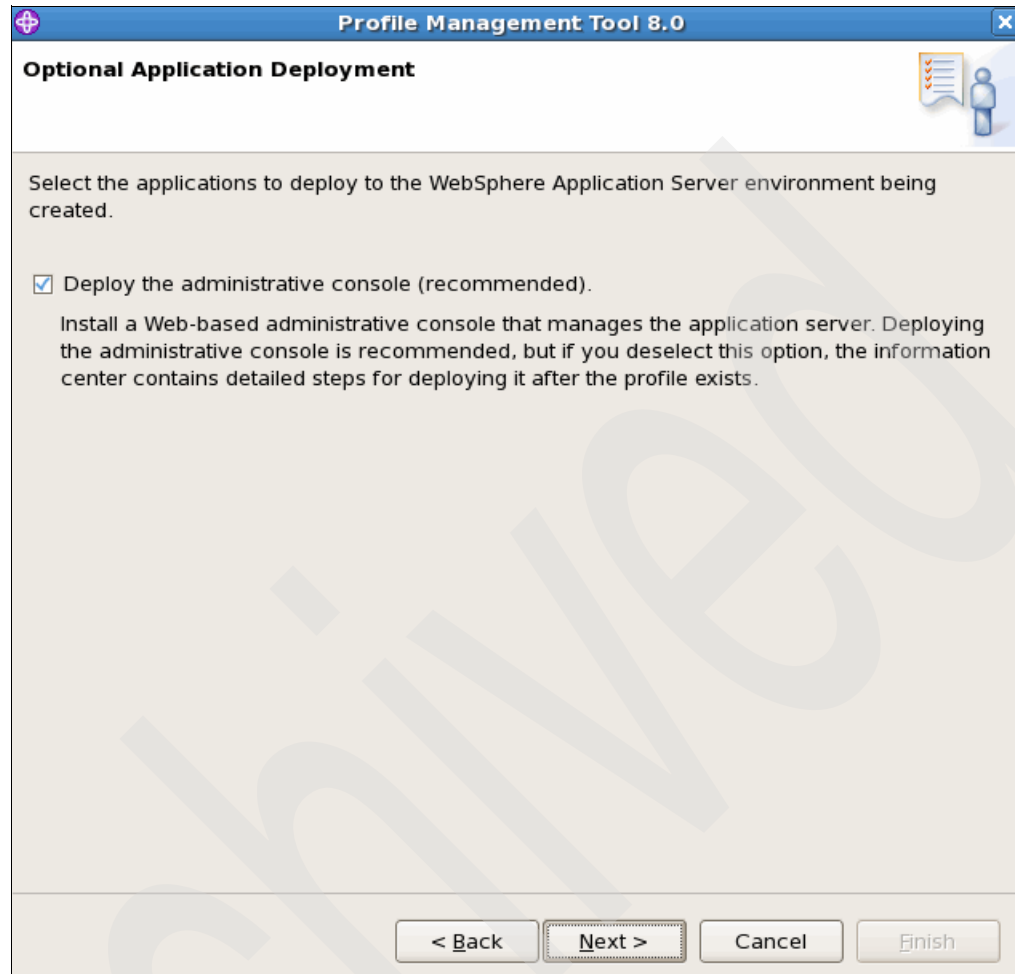 Profile Management Tool 8.0
Optional Application Deployment
Select the applications to deploy to the WebSphere Application Server environment being
created.
Deploy the administrative console (recommended).
Install a Web-based administrative console that manages the application server. Deploying
the administrative console is recommended, but if you deselect this option, the information
center contains detailed steps for deploying it after the profile exists.
< Back
Next >
Cancel
Finish
chived